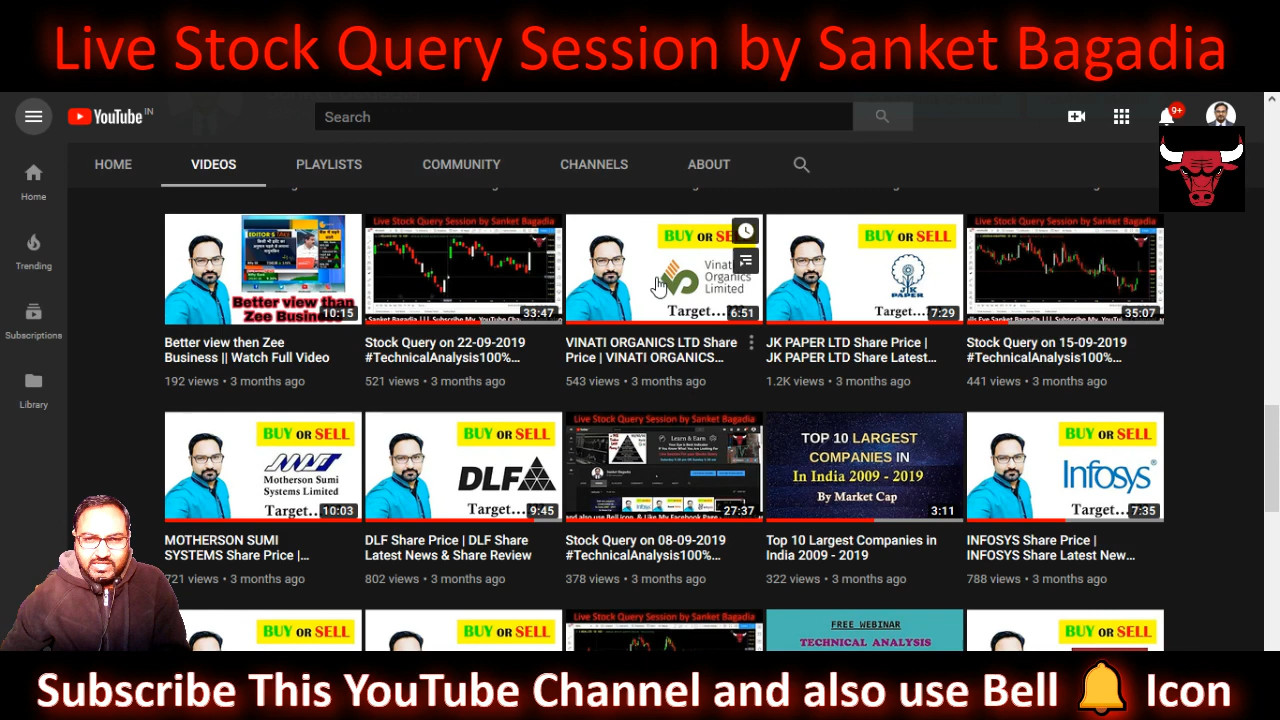 Live Stock Query Session by Sanket Bagadia
YouTube IN
Search
9+
HOME VIDEOS PLAYLISTS COMMUNITY CHANNELS ABOUT
Home
Trending
Subscriptions
Library
EDITOR'S TAKE
Better view than
Zee Business
10:15
Better view then Zee
Business || Watch Full Video
192 views • 3 months ago
Live Stock Query Session by Sanket Bagadia
33:47
Stock Query on 22-09-2019
#TechnicalAnalysis100%...
521 views • 3 months ago
BUY OR SE
Vinati
Organics
Limited
Target...
6:51
VINATI ORGANICS LTD Share
Price | VINATI ORGANICS...
543 views • 3 months ago
BUY OR SELL
JK
PAPER
Target...
7:29
JK PAPER LTD Share Price |
JK PAPER LTD Share Latest...
1.2K views • 3 months ago
Live Stock Query Session by Sanket Bagadia
35:07
Stock Query on 15-09-2019
#TechnicalAnalysis100%...
441 views • 3 months ago
BUY OR SELL
Motherson Sumi
Systems Limited
Target...
10:03
MOTHERSON SUMI
SYSTEMS Share Price |...
721 views • 3 months ago
BUY OR SELL
DLF
Target...
9:45
DLF Share Price | DLF Share
Latest News & Share Review
802 views • 3 months ago
Live Stock Query Session by Sanket Bagadia
Learn & Earn
27:37
Stock Query on 08-09-2019
#TechnicalAnalysis100%...
378 views • 3 months ago
TOP 10 LARGEST
COMPANIES IN
In India 2009 - 2019
By Market Cap
3:11
Top 10 Largest Companies in
India 2009 - 2019
322 views • 3 months ago
BUY OR SELL
Infosys
Target...
7:35
INFOSYS Share Price |
INFOSYS Share Latest New...
788 views • 3 months ago
BUY OR SELL
BUY OR SELL
Live Stock Query Session by Sanket Bagadia
FREE WEBINAR
TECHNICAL ANALYSIS
BUY OR SELL
Subscribe This YouTube Channel and also use Bell Icon